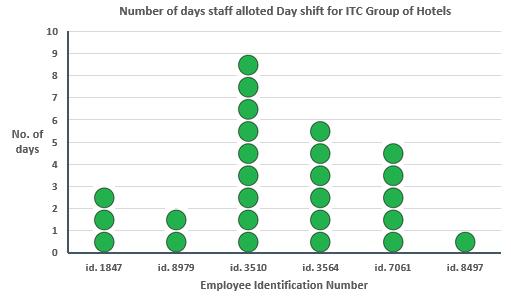 Number of days staff alloted Day shift for ITC Group of Hotels
10
9
8
7
6
5
4
3
2
1
0
No. of
days
id. 1847 id. 8979 id. 3510 id. 3564 id. 7061 id. 8497
Employee Identification Number